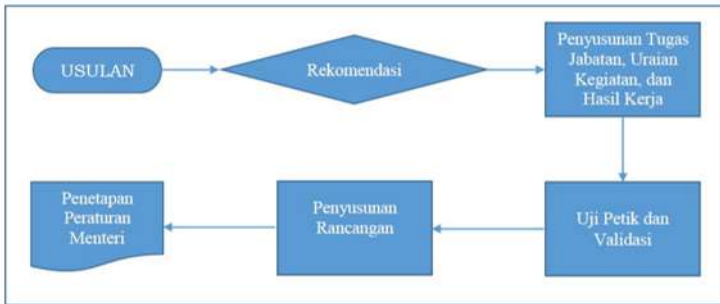 USULAN
Rekomendasi
Penyusunan Tugas
Jabatan, Uraian
Kegiatan, dan
Hasil Kerja
Uji Petik dan
Validasi
Penyusunan
Rancangan
Penetapan
Peraturan
Menteri